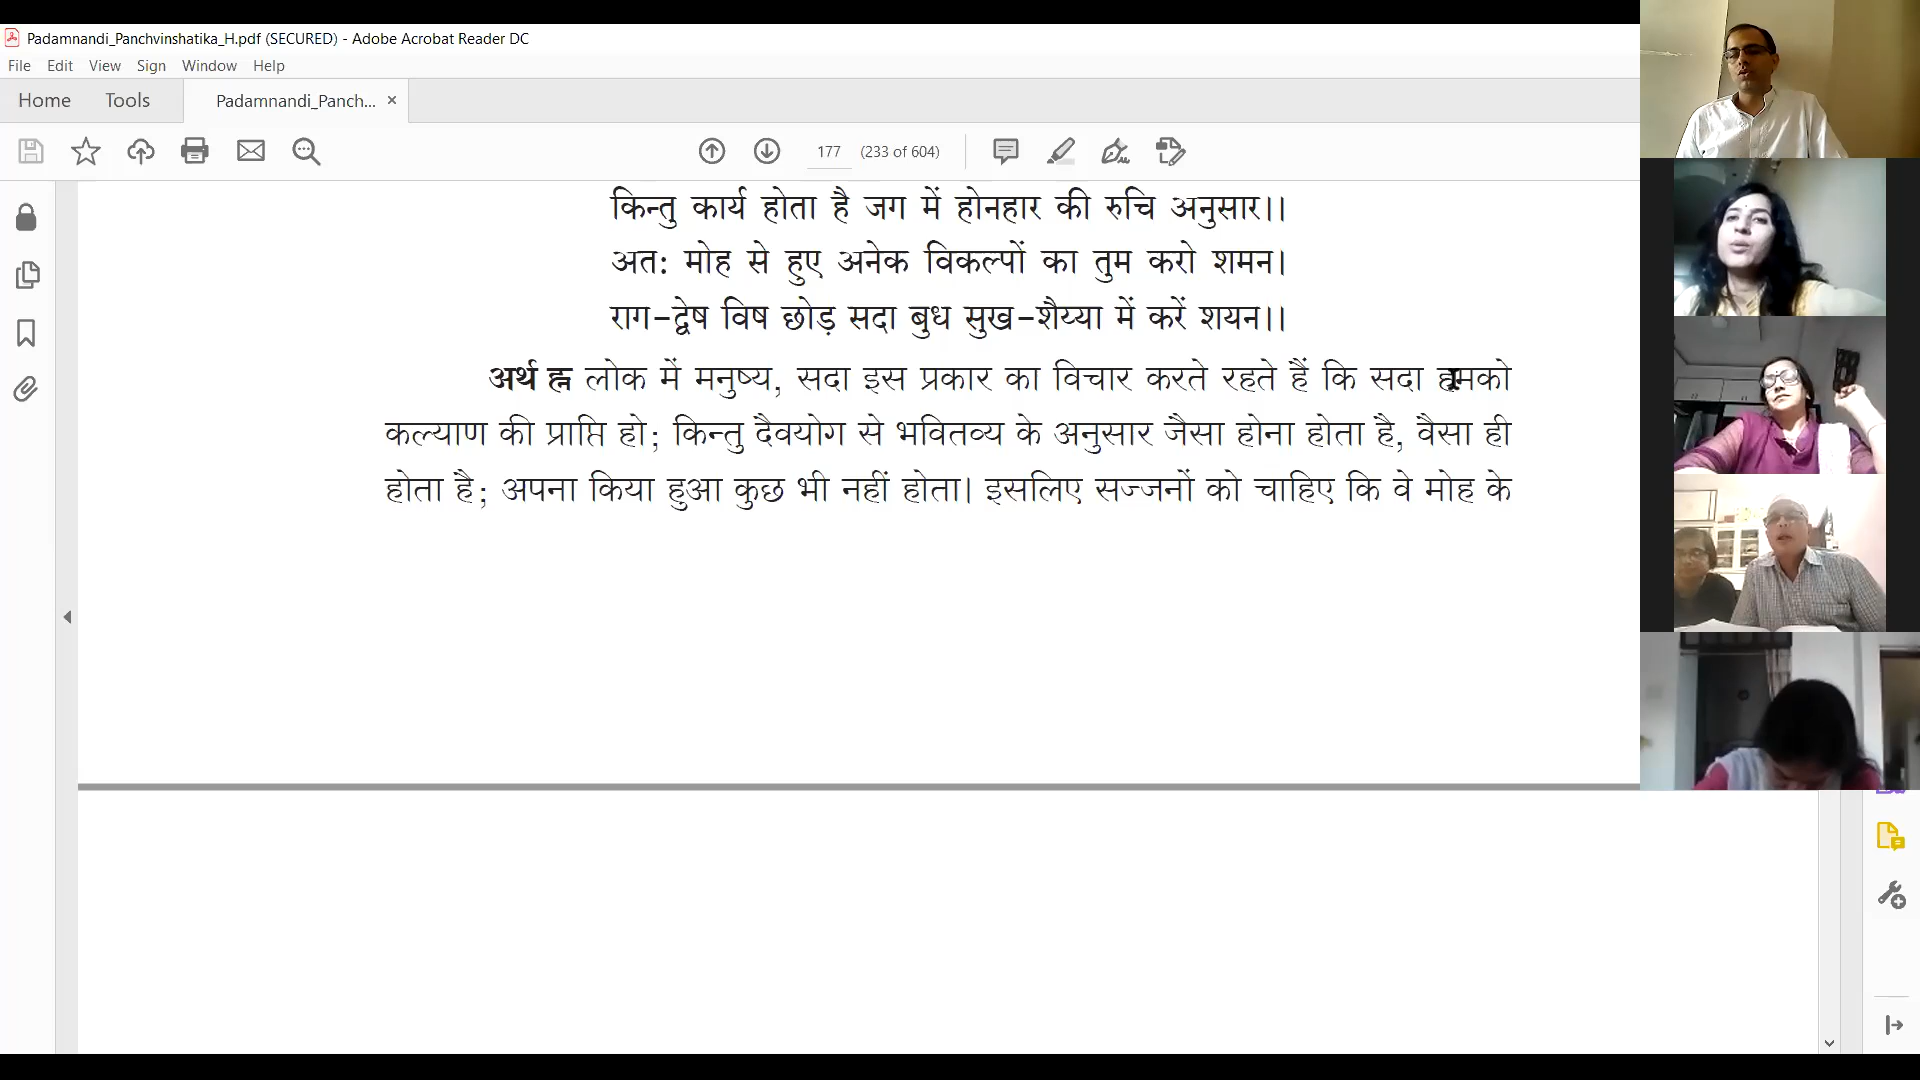 Padamnandi_Panchvinshatika_H.pdf (SECURED) - Adobe Acrobat Reader DC
File Edit View Sign Window Help
Home Tools Padamnandi_Panch... ×
177 (233 of 604)
किन्तु कार्य होता है जग में होनहार की रुचि अनुसार।।
अतः मोह से हुए अनेक विकल्पों का तुम करो शमन।
राग-द्वेष विष छोड़ सदा बुध सुख-शैय्या में करें शयन।।
अर्थ ह्न लोक में मनुष्य, सदा इस प्रकार का विचार करते रहते हैं कि सदा हमको
कल्याण की प्राप्ति हो; किन्तु दैवयोग से भवितव्य के अनुसार जैसा होना होता है, वैसा ही
होता है; अपना किया हुआ कुछ भी नहीं होता। इसलिए सज्जनों को चाहिए कि वे मोह के